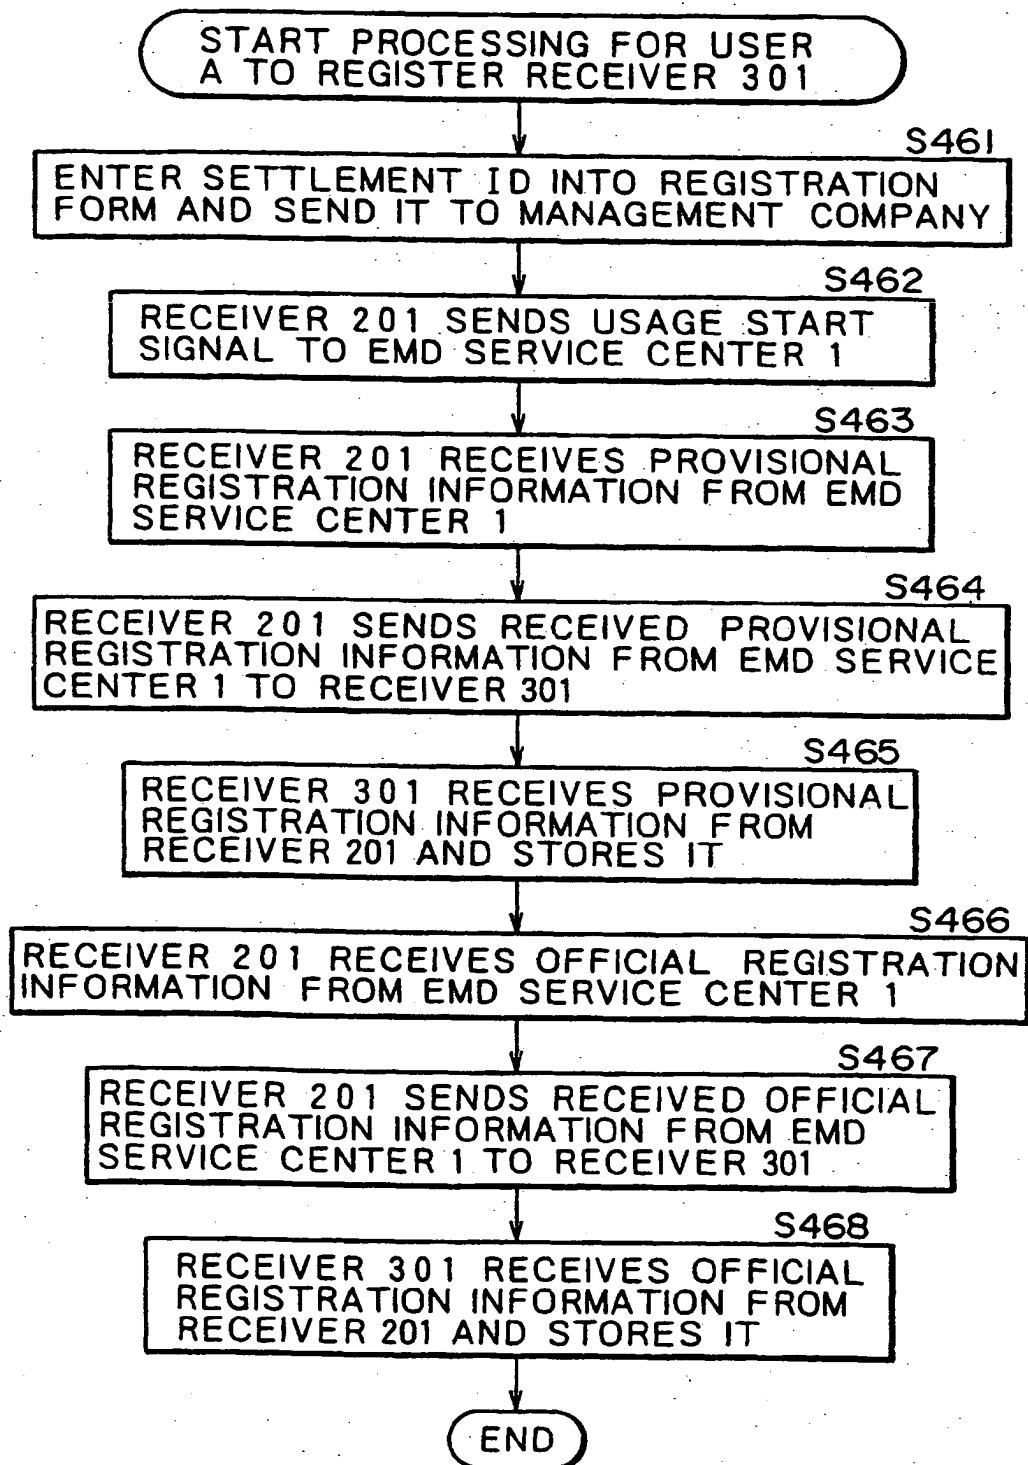 START PROCESSING FOR USER
A TO REGISTER RECEIVER 301
S461
ENTER SETTLEMENT ID INTO REGISTRATION
FORM AND SEND IT TO MANAGEMENT COMPANY
S462
RECEIVER 201 SENDS USAGE START
SIGNAL TO EMD SERVICE CENTER 1
S463
RECEIVER 201 RECEIVES PROVISIONAL
REGISTRATION INFORMATION FROM EMD
SERVICE CENTER 1
S464
RECEIVER 201 SENDS RECEIVED PROVISIONAL
REGISTRATION INFORMATION FROM EMD SERVICE
CENTER 1 TO RECEIVER 301
S465
RECEIVER 301 RECEIVES PROVISIONAL
REGISTRATION INFORMATION FROM
RECEIVER 201 AND STORES IT
S466
RECEIVER 201 RECEIVES OFFICIAL REGISTRATION
INFORMATION FROM EMD SERVICE CENTER 1
S467
RECEIVER 201 SENDS RECEIVED OFFICIAL
REGISTRATION INFORMATION FROM EMD
SERVICE CENTER 1 TO RECEIVER 301
S468
RECEIVER 301 RECEIVES OFFICIAL
REGISTRATION INFORMATION FROM
RECEIVER 201 AND STORES IT
END